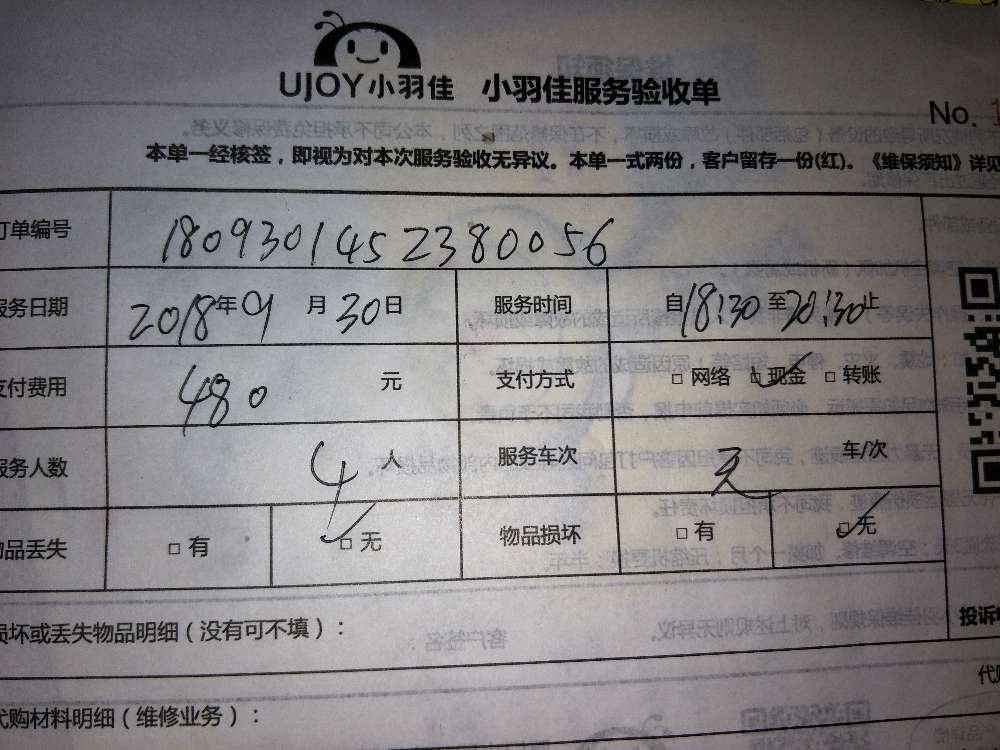 UJOY小羽佳 小羽佳服务验收单
No.
本单一经核签，即视为对本次服务验收无异议。本单一式两份，客户留存一份(红)。《维保须知》详见
订单编号 1809301452380056
服务日期 2018年 9 月 30 日 服务时间 自18:30至20:30止
支付费用 480 元 支付方式 □ 网络 □ 现金 □ 转账
服务人数 4 人 服务车次 车/次
物品丢失 □ 有 □ 无 物品损坏 □ 有 □ 无
损坏或丢失物品明细（没有可不填）：
投诉
代购
代购材料明细（维修业务）：